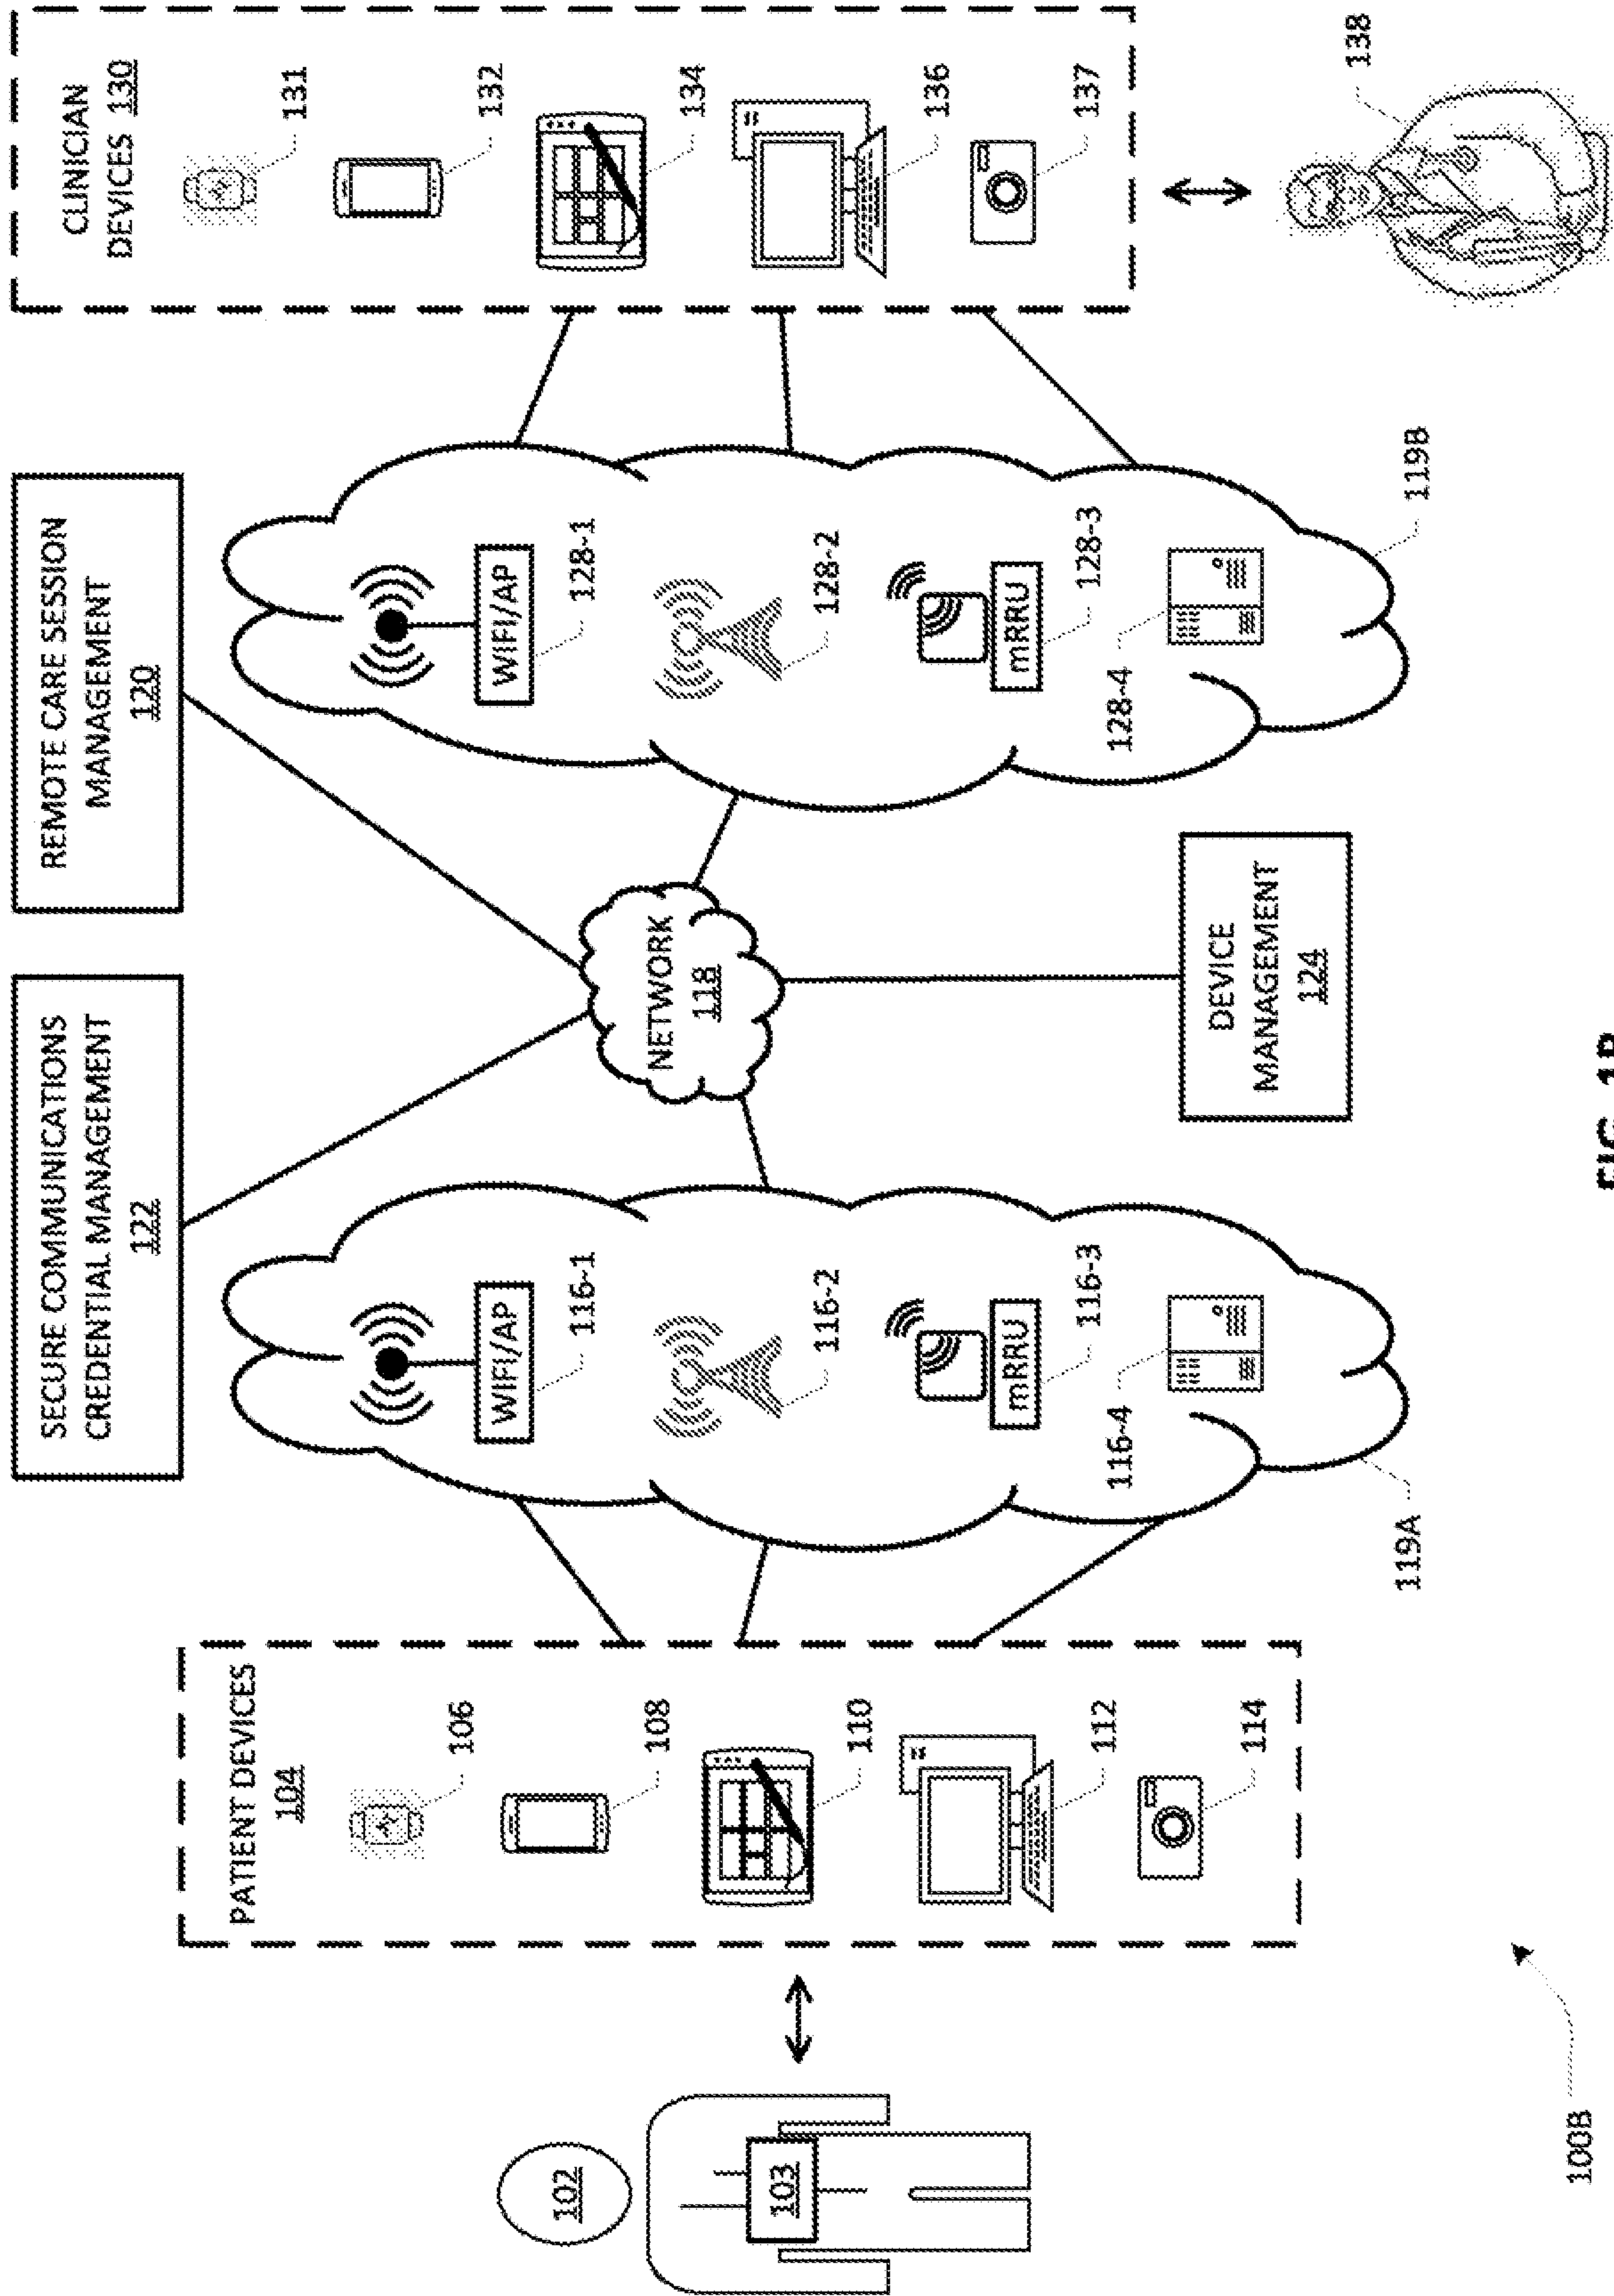 SECURE COMMUNICATIONS
CREDENTIAL MANAGEMENT
122
REMOTE CARE SESSION
MANAGEMENT
120
CLINICIAN
DEVICES 130
131
132
134
136
137
138
PATIENT DEVICES
104
106
108
110
112
114
102
103
WIFI/AP
116-1
116-2
mRRU
116-3
116-4
119A
NETWORK
118
DEVICE
MANAGEMENT
124
WIFI/AP
128-1
128-2
mRRU
128-3
128-4
119B
100B
FIG. 1B